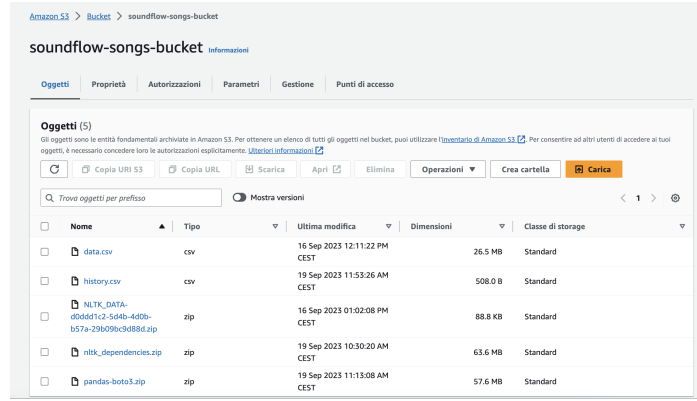 Amazon S3 > Bucket > soundflow-songs-bucket
soundflow-songs-bucket Informazioni
Oggetti Proprietà Autorizzazioni Parametri Gestione Punti di accesso
Oggetti (5)
Gli oggetti sono le entità fondamentali archiviate in Amazon S3. Per ottenere un elenco di tutti gli oggetti nel bucket, puoi utilizzare l'inventario di Amazon S3. Per consentire ad altri utenti di accedere ai tuoi
oggetti, è necessario concedere loro le autorizzazioni esplicitamente. Ulteriori informazioni
Copia URI S3 Copia URL Scarica Apri Elimina Operazioni ▼ Crea cartella Carica
Trova oggetti per prefisso Mostra versioni < 1 >
Nome ▲ Tipo ▽ Ultima modifica ▽ Dimensioni ▽ Classe di storage ▽
data.csv csv 16 Sep 2023 12:11:22 PM 26.5 MB Standard
CEST
history.csv csv 19 Sep 2023 11:53:26 AM 508.0 B Standard
CEST
NLTK_DATA-
d0ddd1c2-5d4b-4d0b- zip 16 Sep 2023 01:02:08 PM 88.8 KB Standard
b57a-29b09bc9d88d.zip CEST
nltk_dependencies.zip zip 19 Sep 2023 10:30:20 AM 63.6 MB Standard
CEST
pandas-boto3.zip zip 19 Sep 2023 11:13:08 AM 57.6 MB Standard
CEST